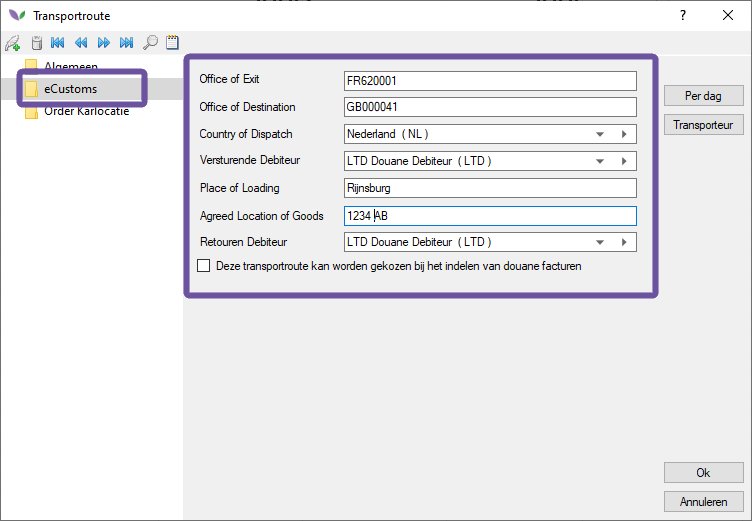 Transportroute
?
Algemeen
eCustoms
Order Karlocatie
Office of Exit FR620001
Office of Destination GB000041
Country of Dispatch Nederland ( NL )
Versturende Debiteur LTD Douane Debiteur ( LTD )
Place of Loading Rijnsburg
Agreed Location of Goods 1234 AB
Retouren Debiteur LTD Douane Debiteur ( LTD )
Deze transportroute kan worden gekozen bij het indelen van douane facturen
Per dag
Transporteur
Ok
Annuleren